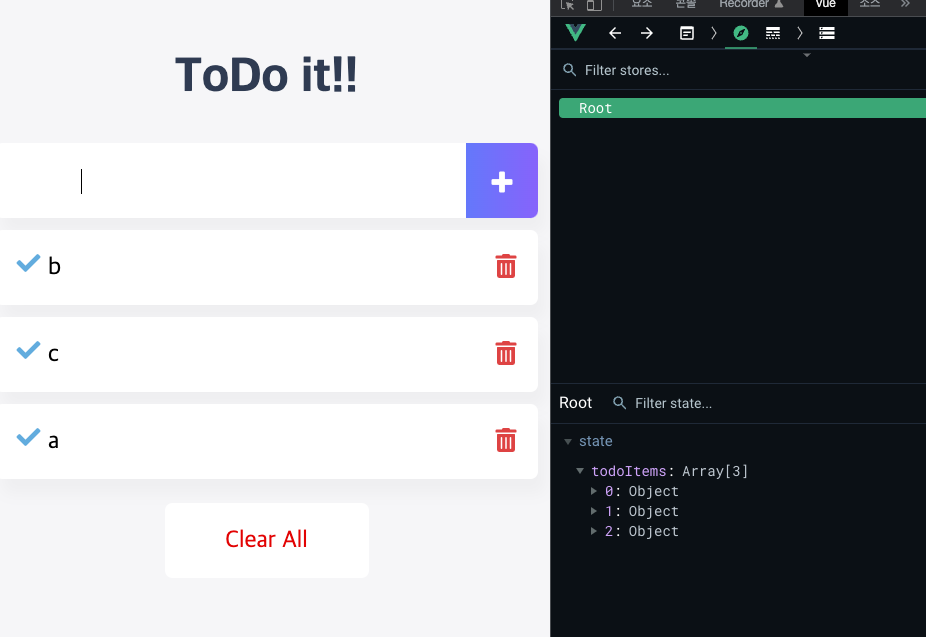 ToDo it!!
b
c
a
Clear All
요소
콘솔
Recorder
Vue
소스
Filter stores...
Root
Root
Filter state...
state
todoItems: Array[3]
0: Object
1: Object
2: Object